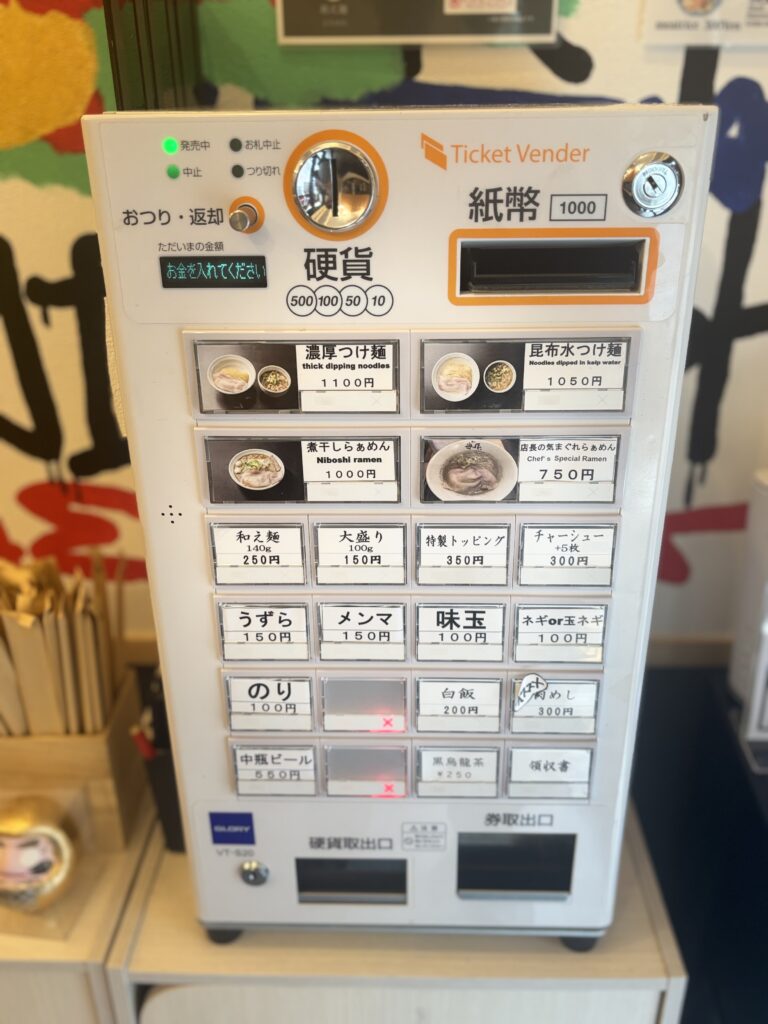 発売中
お札中止
中止
つり切れ
おつり・返却
ただいまの金額
お金を入れてください
硬貨
500 100 50 10
Ticket Vender
紙幣 1000
濃厚つけ麺
thick dipping noodles
1100円
昆布水つけ麺
Noodles dipped in kelp water
1050円
煮干しらぁめん
Niboshi ramen
1000円
店長の気まぐれらぁめん
Chef's Special Ramen
750円
和え麺
140g
250円
大盛り
100g
150円
特製トッピング
350円
チャーシュー
+5枚
300円
うずら
150円
メンマ
150円
味玉
100円
ネギor玉ネギ
100円
のり
100円
×
白飯
200円
めし
300円
中瓶ビール
550円
×
黒烏龍茶
¥250
領収書
GLORY
VT-S20
硬貨取出口
券取出口